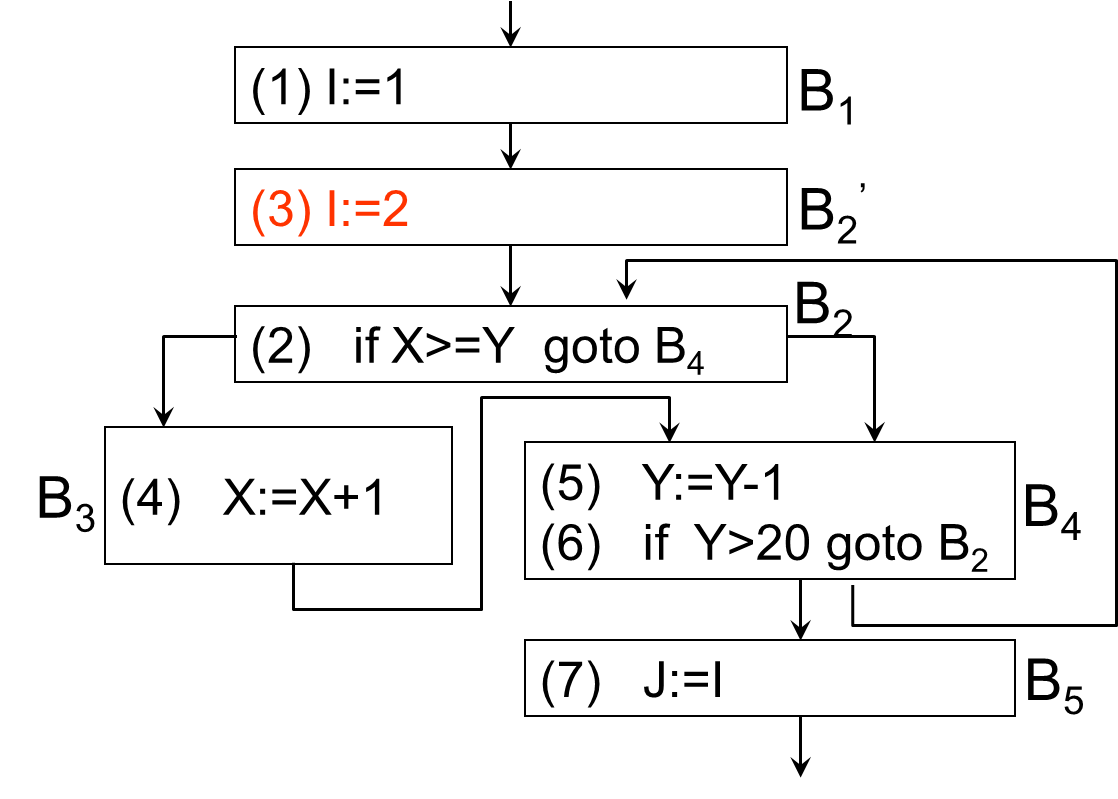 (1) I:=1
B₁
(3) I:=2
B₂’
B₂
(2) if X>=Y goto B₄
B₃
(4) X:=X+1
(5) Y:=Y-1
(6) if Y>20 goto B₂
B₄
(7) J:=I
B₅